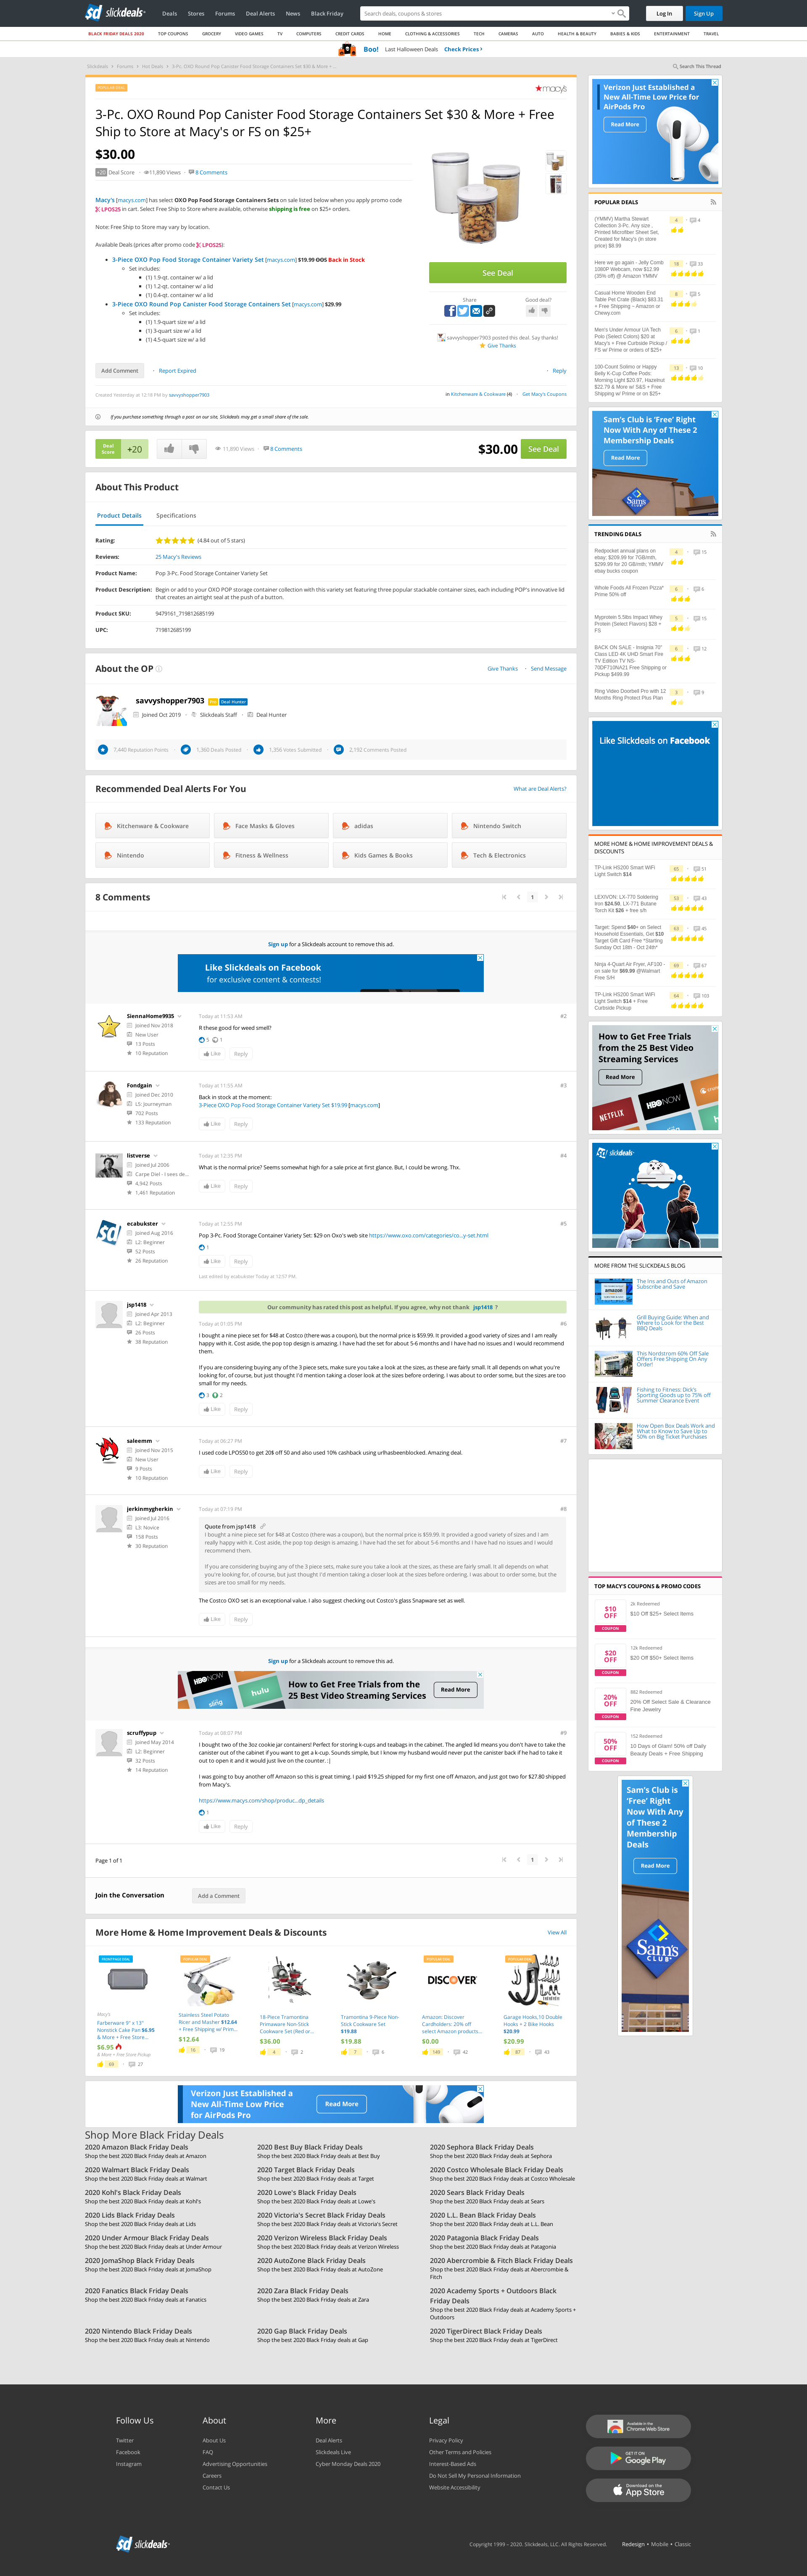 slickdeals
Deals Stores Forums Deal Alerts News Black Friday
Search deals, coupons & stores
Log In Sign Up
BLACK FRIDAY DEALS 2020 TOP COUPONS GROCERY VIDEO GAMES TV COMPUTERS CREDIT CARDS HOME CLOTHING & ACCESSORIES TECH CAMERAS AUTO HEALTH & BEAUTY BABIES & KIDS ENTERTAINMENT TRAVEL
Boo! Last Halloween Deals Check Prices ›
Slickdeals Forums Hot Deals 3-Pc. OXO Round Pop Canister Food Storage Containers Set $30 & More + ...
Search This Thread
macys
3-Pc. OXO Round Pop Canister Food Storage Containers Set $30 & More + Free
Ship to Store at Macy's or FS on $25+
$30.00
+20 Deal Score 11,890 Views 8 Comments
Macy's [macys.com] has select OXO Pop Food Storage Containers Sets on sale listed below when you apply promo code
LPOS25 in cart. Select Free Ship to Store where available, otherwise shipping is free on $25+ orders.
Note: Free Ship to Store may vary by location.
Available Deals (prices after promo code LPOS25):
3-Piece OXO Pop Food Storage Container Variety Set [macys.com] $19.99 OOS Back in Stock
Set includes:
(1) 1.9-qt. container w/ a lid
(1) 1.2-qt. container w/ a lid
(1) 0.4-qt. container w/ a lid
3-Piece OXO Round Pop Canister Food Storage Containers Set [macys.com] $29.99
Set includes:
(1) 1.9-quart size w/ a lid
(1) 3-quart size w/ a lid
(1) 4.5-quart size w/ a lid
See Deal
Share Good deal?
savvyshopper7903 posted this deal. Say thanks!
Give Thanks
Add Comment Report Expired Reply
Created Yesterday at 12:18 PM by savvyshopper7903
in Kitchenware & Cookware (4) Get Macy's Coupons
If you purchase something through a post on our site, Slickdeals may get a small share of the sale.
Deal Score +20 11,890 Views 8 Comments $30.00 See Deal
About This Product
Product Details Specifications
Rating: (4.84 out of 5 stars)
Reviews: 25 Macy's Reviews
Product Name: Pop 3-Pc. Food Storage Container Variety Set
Product Description: Begin or add to your OXO POP storage container collection with this variety set featuring three popular stackable container sizes, each including POP's innovative lid
that creates an airtight seal at the push of a button.
Product SKU: 9479161_719812685199
UPC: 719812685199
About the OP Give Thanks Send Message
savvyshopper7903 Pro Deal Hunter
Joined Oct 2019 Slickdeals Staff Deal Hunter
7,440 Reputation Points 1,360 Deals Posted 1,356 Votes Submitted 2,192 Comments Posted
Recommended Deal Alerts For You What are Deal Alerts?
Kitchenware & Cookware Face Masks & Gloves adidas Nintendo Switch
Nintendo Fitness & Wellness Kids Games & Books Tech & Electronics
8 Comments 1
Sign up for a Slickdeals account to remove this ad.
Like Slickdeals on Facebook
for exclusive content & contests!
SiennaHome9935 Today at 11:53 AM #2
Joined Nov 2018
New User
13 Posts
10 Reputation
R these good for weed smell?
5 1
Like Reply
Fondgain Today at 11:55 AM #3
Joined Dec 2010
L5: Journeyman
702 Posts
133 Reputation
Back in stock at the moment:
3-Piece OXO Pop Food Storage Container Variety Set $19.99 [macys.com]
Like Reply
listverse Today at 12:35 PM #4
Joined Jul 2006
Carpe Diel - I sees de...
4,942 Posts
1,461 Reputation
What is the normal price? Seems somewhat high for a sale price at first glance. But, I could be wrong. Thx.
Like Reply
ecabukster Today at 12:55 PM #5
Joined Aug 2016
L2: Beginner
52 Posts
26 Reputation
Pop 3-Pc. Food Storage Container Variety Set: $29 on Oxo's web site https://www.oxo.com/categories/co...y-set.html
1
Like Reply
Last edited by ecabukster Today at 12:57 PM
jsp1418
Joined Apr 2013
L2: Beginner
26 Posts
38 Reputation
Our community has rated this post as helpful. If you agree, why not thank jsp1418 ?
Today at 01:05 PM #6
I bought a nine piece set for $48 at Costco (there was a coupon), but the normal price is $59.99. It provided a good variety of sizes and I am really
happy with it. Cost aside, the pop top design is amazing. I have had the set for about 5-6 months and I have had no issues and I would recommend
them.
If you are considering buying any of the 3 piece sets, make sure you take a look at the sizes, as these are fairly small. It all depends on what you're
looking for, of course, but just thought I'd mention taking a closer look at the sizes before ordering. I was about to order some, but the sizes are too
small for my needs.
3 2
Like Reply
saleemm Today at 06:27 PM #7
Joined Nov 2015
New User
9 Posts
10 Reputation
I used code LPOS50 to get 20$ off 50 and also used 10% cashback using urlhasbeenblocked. Amazing deal.
Like Reply
jerkinmygherkin Today at 07:19 PM #8
Joined Jul 2016
L3: Novice
158 Posts
30 Reputation
Quote from jsp1418
I bought a nine piece set for $48 at Costco (there was a coupon), but the normal price is $59.99. It provided a good variety of sizes and I am really
happy with it. Cost aside, the pop top design is amazing. I have had the set for about 5-6 months and I have had no issues and I would
recommend them.
If you are considering buying any of the 3 piece sets, make sure you take a look at the sizes, as these are fairly small. It all depends on what
you're looking for, of course, but just thought I'd mention taking a closer look at the sizes before ordering. I was about to order some, but the
sizes are too small for my needs.
The Costco OXO set is an exceptional value. I also suggest checking out Costco's glass Snapware set as well.
Like Reply
Sign up for a Slickdeals account to remove this ad.
HBO NOW sling hulu
How to Get Free Trials from the
25 Best Video Streaming Services
Read More
scruffypup Today at 08:07 PM #9
Joined May 2014
L2: Beginner
32 Posts
14 Reputation
I bought two of the 3oz cookie jar containers! Perfect for storing k-cups and teabags in the cabinet. The angled lid means you don't have to take the
canister out of the cabinet if you want to get a k-cup. Sounds simple, but I know my husband would never put the canister back if he had to take it
out to open it and it would just live on the counter. :]
I was going to buy another off Amazon so this is great timing. I paid $19.25 shipped for my first one off Amazon, and just got two for $27.80 shipped
from Macy's.
https://www.macys.com/shop/produc...dp_details
1
Like Reply
Page 1 of 1 1
Join the Conversation Add a Comment
More Home & Home Improvement Deals & Discounts View All
Macy's
Farberware 9" x 13"
Nonstick Cake Pan $6.95
& More + Free Store...
$6.95
& More + Free Store Pickup
27
Stainless Steel Potato
Ricer and Masher $12.64
+ Free Shipping w/ Prim...
$12.64
16 19
18-Piece Tramontina
Primaware Non-Stick
Cookware Set (Red or...
$36.00
4 2
Tramontina 9-Piece Non-
Stick Cookware Set
$19.88
$19.88
7 6
DISCOVER
Amazon: Discover
Cardholders: 20% off
select Amazon products...
$0.00
149 42
Garage Hooks,10 Double
Hooks + 2 Bike Hooks
$20.99
$20.99
87 43
Verizon Just Established a
New All-Time Low Price
for AirPods Pro
Read More
Shop More Black Friday Deals
2020 Amazon Black Friday Deals
Shop the best 2020 Black Friday deals at Amazon
2020 Best Buy Black Friday Deals
Shop the best 2020 Black Friday deals at Best Buy
2020 Sephora Black Friday Deals
Shop the best 2020 Black Friday deals at Sephora
2020 Walmart Black Friday Deals
Shop the best 2020 Black Friday deals at Walmart
2020 Target Black Friday Deals
Shop the best 2020 Black Friday deals at Target
2020 Costco Wholesale Black Friday Deals
Shop the best 2020 Black Friday deals at Costco Wholesale
2020 Kohl's Black Friday Deals
Shop the best 2020 Black Friday deals at Kohl's
2020 Lowe's Black Friday Deals
Shop the best 2020 Black Friday deals at Lowe's
2020 Sears Black Friday Deals
Shop the best 2020 Black Friday deals at Sears
2020 Lids Black Friday Deals
Shop the best 2020 Black Friday deals at Lids
2020 Victoria's Secret Black Friday Deals
Shop the best 2020 Black Friday deals at Victoria's Secret
2020 L.L. Bean Black Friday Deals
Shop the best 2020 Black Friday deals at L.L. Bean
2020 Under Armour Black Friday Deals
Shop the best 2020 Black Friday deals at Under Armour
2020 Verizon Wireless Black Friday Deals
Shop the best 2020 Black Friday deals at Verizon Wireless
2020 Patagonia Black Friday Deals
Shop the best 2020 Black Friday deals at Patagonia
2020 JomaShop Black Friday Deals
Shop the best 2020 Black Friday deals at JomaShop
2020 AutoZone Black Friday Deals
Shop the best 2020 Black Friday deals at AutoZone
2020 Abercrombie & Fitch Black Friday Deals
Shop the best 2020 Black Friday deals at Abercrombie &
Fitch
2020 Fanatics Black Friday Deals
Shop the best 2020 Black Friday deals at Fanatics
2020 Zara Black Friday Deals
Shop the best 2020 Black Friday deals at Zara
2020 Academy Sports + Outdoors Black
Friday Deals
Shop the best 2020 Black Friday deals at Academy Sports +
Outdoors
2020 Nintendo Black Friday Deals
Shop the best 2020 Black Friday deals at Nintendo
2020 Gap Black Friday Deals
Shop the best 2020 Black Friday deals at Gap
2020 TigerDirect Black Friday Deals
Shop the best 2020 Black Friday deals at TigerDirect
Verizon Just Established a
New All-Time Low Price for
AirPods Pro
Read More
POPULAR DEALS
(YMMV) Martha Stewart
Collection 3-Pc. Any size ,
Printed Microfiber Sheet Set,
Created for Macy's (in store
price) $8.99
4 4
Here we go again - Jelly Comb
1080P Webcam, now $12.99
(35% off) @ Amazon YMMV
18 33
Casual Home Wooden End
Table Pet Crate (Black) $83.31
+ Free Shipping ~ Amazon or
Chewy.com
8 5
Men's Under Armour UA Tech
Polo (Select Colors) $20 at
Macy's + Free Curbside Pickup /
FS w/ Prime or orders of $25+
6 1
100-Count Solimo or Happy
Belly K-Cup Coffee Pods:
Morning Light $20.97, Hazelnut
$22.79 & More w/ S&S + Free
Shipping w/ Prime or on $25+
13 10
Sam's Club is 'Free' Right
Now With Any of These 2
Membership Deals
Read More
Sam's CLUB
TRENDING DEALS
Redpocket annual plans on
ebay: $209.99 for 7GB/mth,
$299.99 for 20 GB/mth; YMMV
ebay bucks coupon
4 15
Whole Foods All Frozen Pizza*
Prime 50% off
6 6
Myprotein 5.5lbs Impact Whey
Protein (Select Flavors) $28 +
FS
5 15
BACK ON SALE - Insignia 70"
Class LED 4K UHD Smart Fire
TV Edition TV NS-
70DF710NA21 Free Shipping or
Pickup $499.99
6 12
Ring Video Doorbell Pro with 12
Months Ring Protect Plus Plan
3 9
Like Slickdeals on Facebook
MORE HOME & HOME IMPROVEMENT DEALS &
DISCOUNTS
TP-Link HS200 Smart WiFi
Light Switch $14
65 51
LEXIVON: LX-770 Soldering
Iron $24.50, LX-771 Butane
Torch Kit $26 + free s/h
53 43
Target: Spend $40+ on Select
Household Essentials, Get $10
Target Gift Card Free *Starting
Sunday Oct 18th - Oct 24th*
63 45
Ninja 4-Quart Air Fryer, AF100 -
on sale for $69.99 @Walmart
Free S/H
69 67
TP-Link HS200 Smart WiFi
Light Switch $14 + Free
Curbside Pickup
64 103
How to Get Free Trials
from the 25 Best Video
Streaming Services
Read More
NETFLIX HBO NOW
slickdeals
MORE FROM THE SLICKDEALS BLOG
The Ins and Outs of Amazon
Subscribe and Save
Grill Buying Guide: When and
Where to Look for the Best
BBQ Deals
This Nordstrom 60% Off Sale
Offers Free Shipping On Any
Order!
Fishing to Fitness: Dick's
Sporting Goods up to 75% off
Summer Clearance Event
How Open Box Deals Work and
What to Know to Save Up to
50% on Big Ticket Purchases
TOP MACY'S COUPONS & PROMO CODES
$10 OFF COUPON
2k Redeemed
$10 Off $25+ Select Items
$20 OFF COUPON
12k Redeemed
$20 Off $50+ Select Items
20% OFF COUPON
882 Redeemed
20% Off Select Sale & Clearance
Fine Jewelry
50% OFF COUPON
152 Redeemed
10 Days of Glam! 50% off Daily
Beauty Deals + Free Shipping
Sam's Club is
'Free' Right
Now With Any
of These 2
Membership
Deals
Read More
Sam's CLUB
Follow Us
Twitter
Facebook
Instagram
About
About Us
FAQ
Advertising Opportunities
Careers
Contact Us
More
Deal Alerts
Slickdeals Live
Cyber Monday Deals 2020
Legal
Privacy Policy
Other Terms and Policies
Interest-Based Ads
Do Not Sell My Personal Information
Website Accessibility
Available in the Chrome Web Store
GET IT ON Google Play
Download on the App Store
slickdeals
Copyright 1999 - 2020. Slickdeals, LLC. All Rights Reserved. Redesign • Mobile • Classic